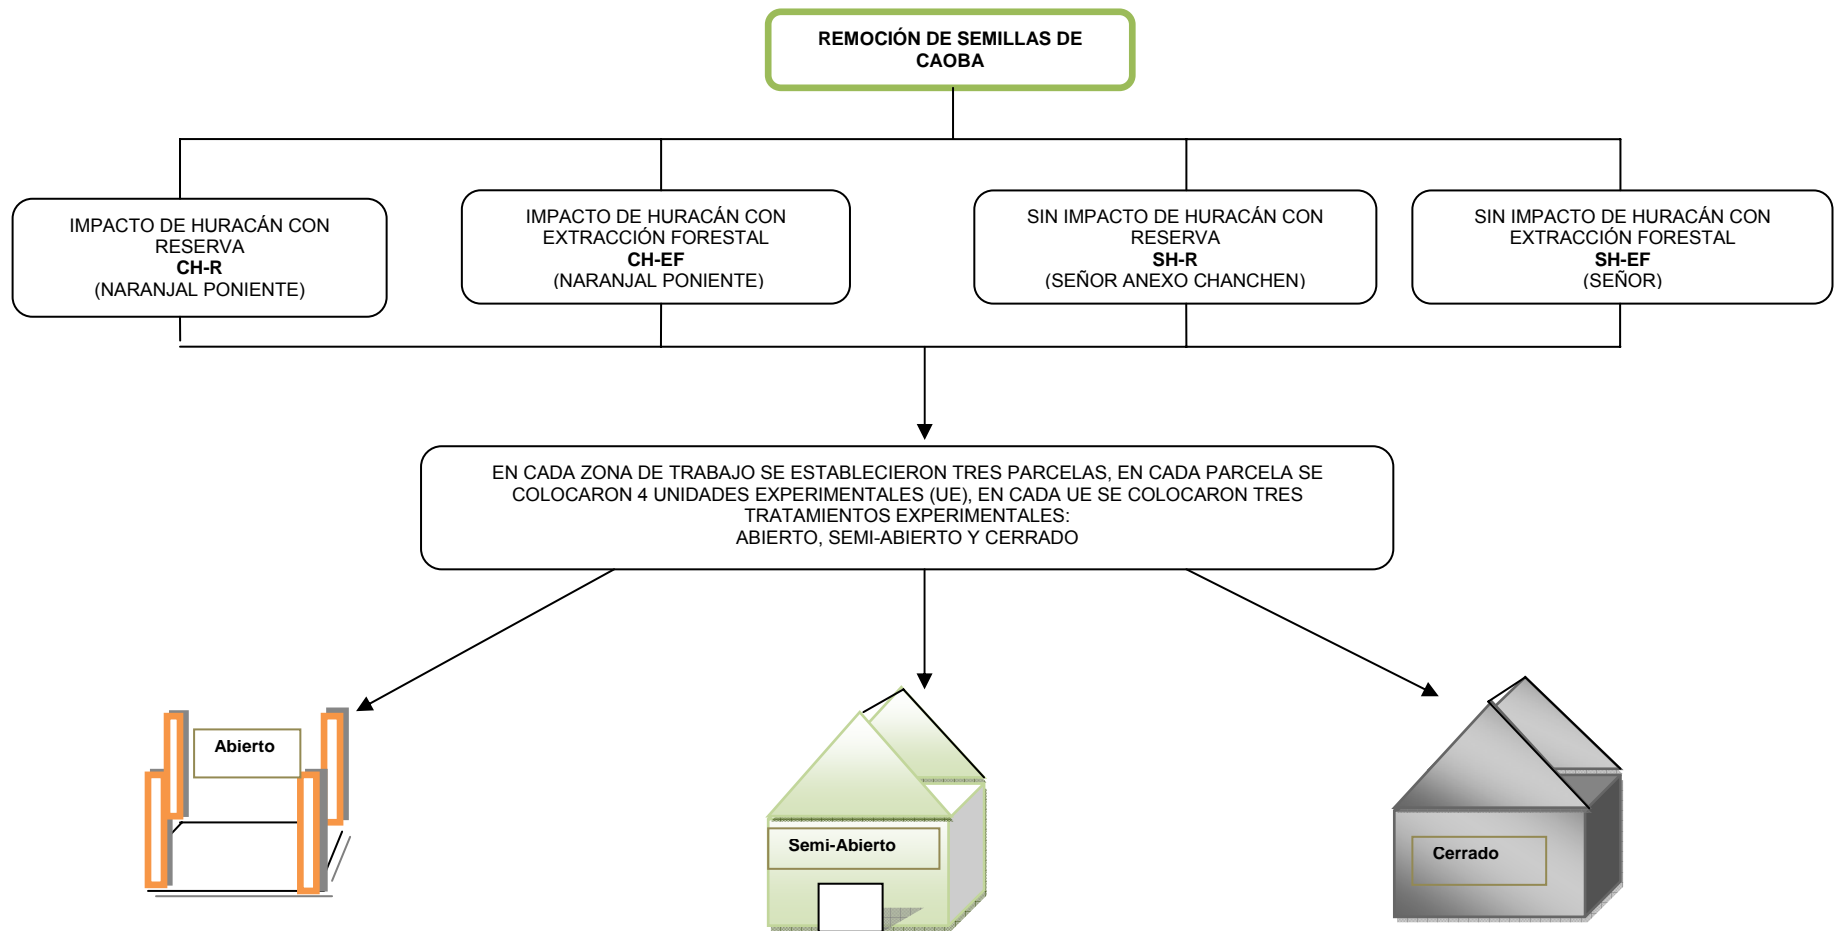 REMOCIÓN DE SEMILLAS DE
CAOBA
IMPACTO DE HURACÁN CON
RESERVA
CH-R
(NARANJAL PONIENTE)
IMPACTO DE HURACÁN CON
EXTRACCIÓN FORESTAL
CH-EF
(NARANJAL PONIENTE)
SIN IMPACTO DE HURACÁN CON
RESERVA
SH-R
(SEÑOR ANEXO CHANCHEN)
SIN IMPACTO DE HURACÁN CON
EXTRACCIÓN FORESTAL
SH-EF
(SEÑOR)
EN CADA ZONA DE TRABAJO SE ESTABLECIERON TRES PARCELAS, EN CADA PARCELA SE
COLOCARON 4 UNIDADES EXPERIMENTALES (UE), EN CADA UE SE COLOCARON TRES
TRATAMIENTOS EXPERIMENTALES:
ABIERTO, SEMI-ABIERTO Y CERRADO
Abierto
Semi-Abierto
Cerrado